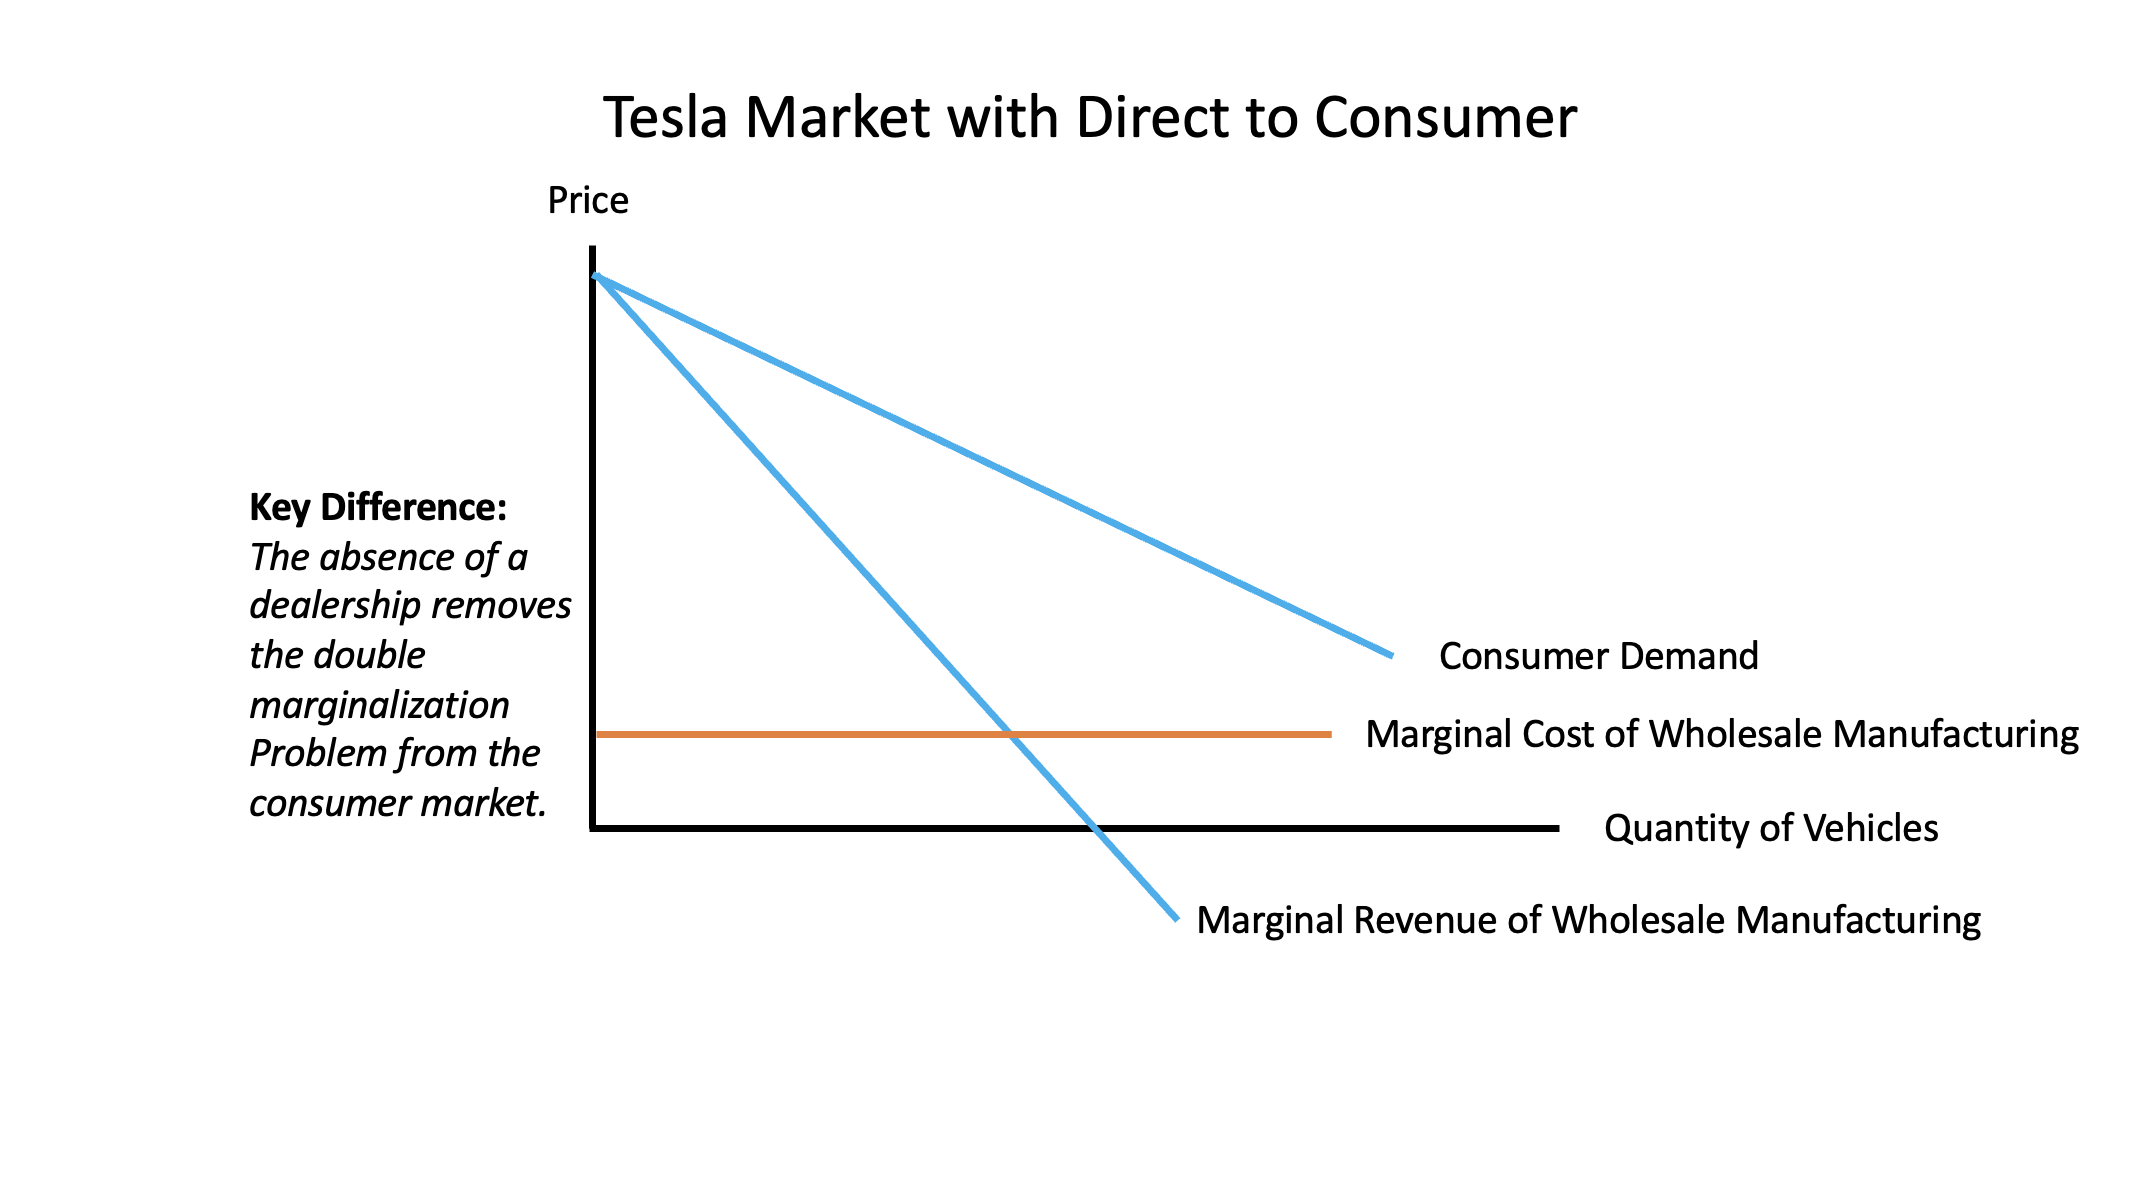 Tesla Market with Direct to Consumer
Price
Key Difference:
The absence of a
dealership removes
the double
marginalization
Problem from the
consumer market.
Consumer Demand
Marginal Cost of Wholesale Manufacturing
Quantity of Vehicles
Marginal Revenue of Wholesale Manufacturing